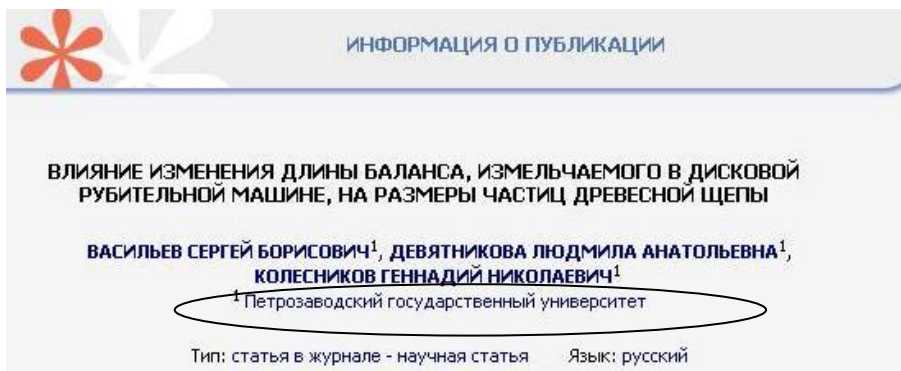 ИНФОРМАЦИЯ О ПУБЛИКАЦИИ
ВЛИЯНИЕ ИЗМЕНЕНИЯ ДЛИНЫ БАЛАНСА, ИЗМЕЛЬЧАЕМОГО В ДИСКОВОЙ
РУБИТЕЛЬНОЙ МАШИНЕ, НА РАЗМЕРЫ ЧАСТИЦ ДРЕВЕСНОЙ ЩЕПЫ
ВАСИЛЬЕВ СЕРГЕЙ БОРИСОВИЧ¹, ДЕВЯТНИКОВА ЛЮДМИЛА АНАТОЛЬЕВНА¹,
КОЛЕСНИКОВ ГЕННАДИЙ НИКОЛАЕВИЧ¹
¹ Петрозаводский государственный университет
Тип: статья в журнале - научная статья Язык: русский